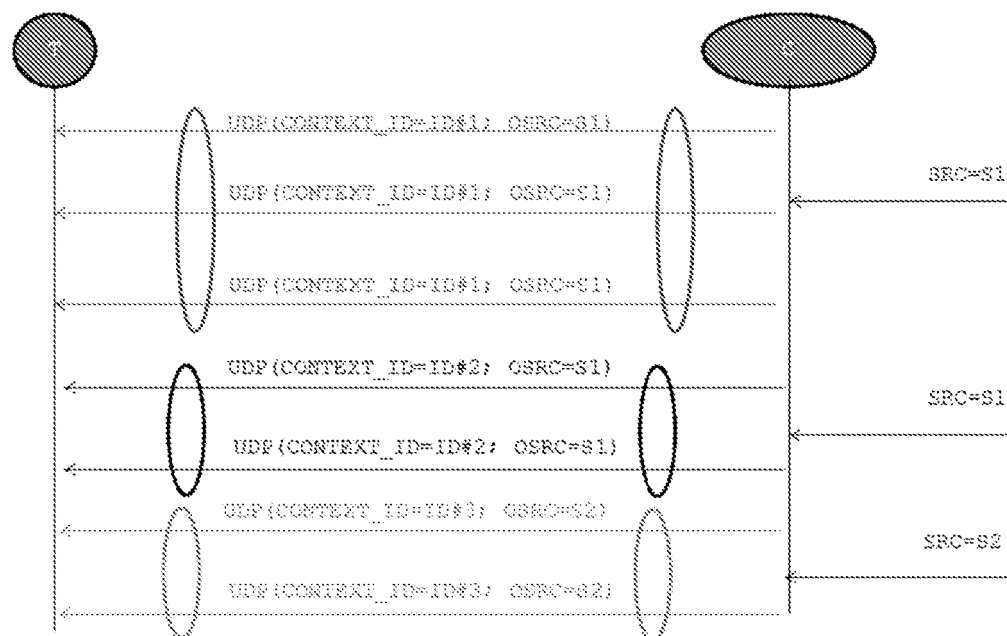 T
UDP(CONTEXT_ID=ID#1; OSRC=S1)
SRC=S1
UDP(CONTEXT_ID=ID#1; OSRC=S1)
UDP(CONTEXT_ID=ID#1; OSRC=S1)
UDP(CONTEXT_ID=ID#2; OSRC=S1)
SRC=S1
UDP(CONTEXT_ID=ID#2; OSRC=S1)
UDP(CONTEXT_ID=ID#3; OSRC=S2)
SRC=S2
UDP(CONTEXT_ID=ID#3; OSRC=S2)